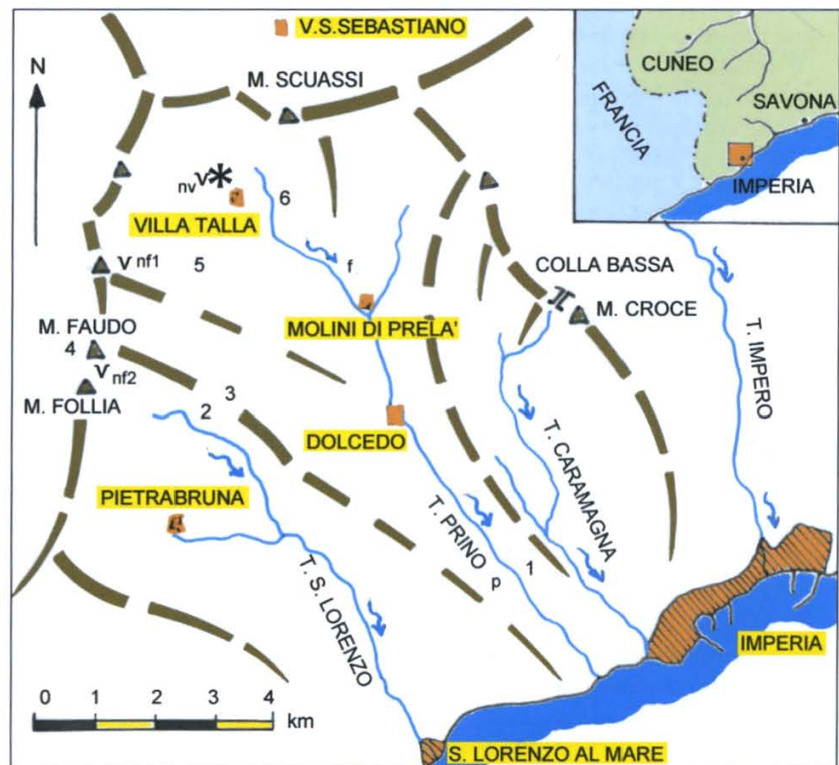 V.S.SEBASTIANO
N
M. SCUASSI
CUNEO
SAVONA
FRANCIA
IMPERIA
nv V *
6
VILLA TALLA
5
f
V nf1
COLLA BASSA
M. CROCE
MOLINI DI PRELA'
M. FAUDO
4
V nf2
M. FOLLIA
3
2
DOLCEDO
T. IMPERO
T. CARAMAGNA
PIETRABRUNA
T. PRINO
p
1
T. S. LORENZO
IMPERIA
0 1 2 3 4
km
S. LORENZO AL MARE